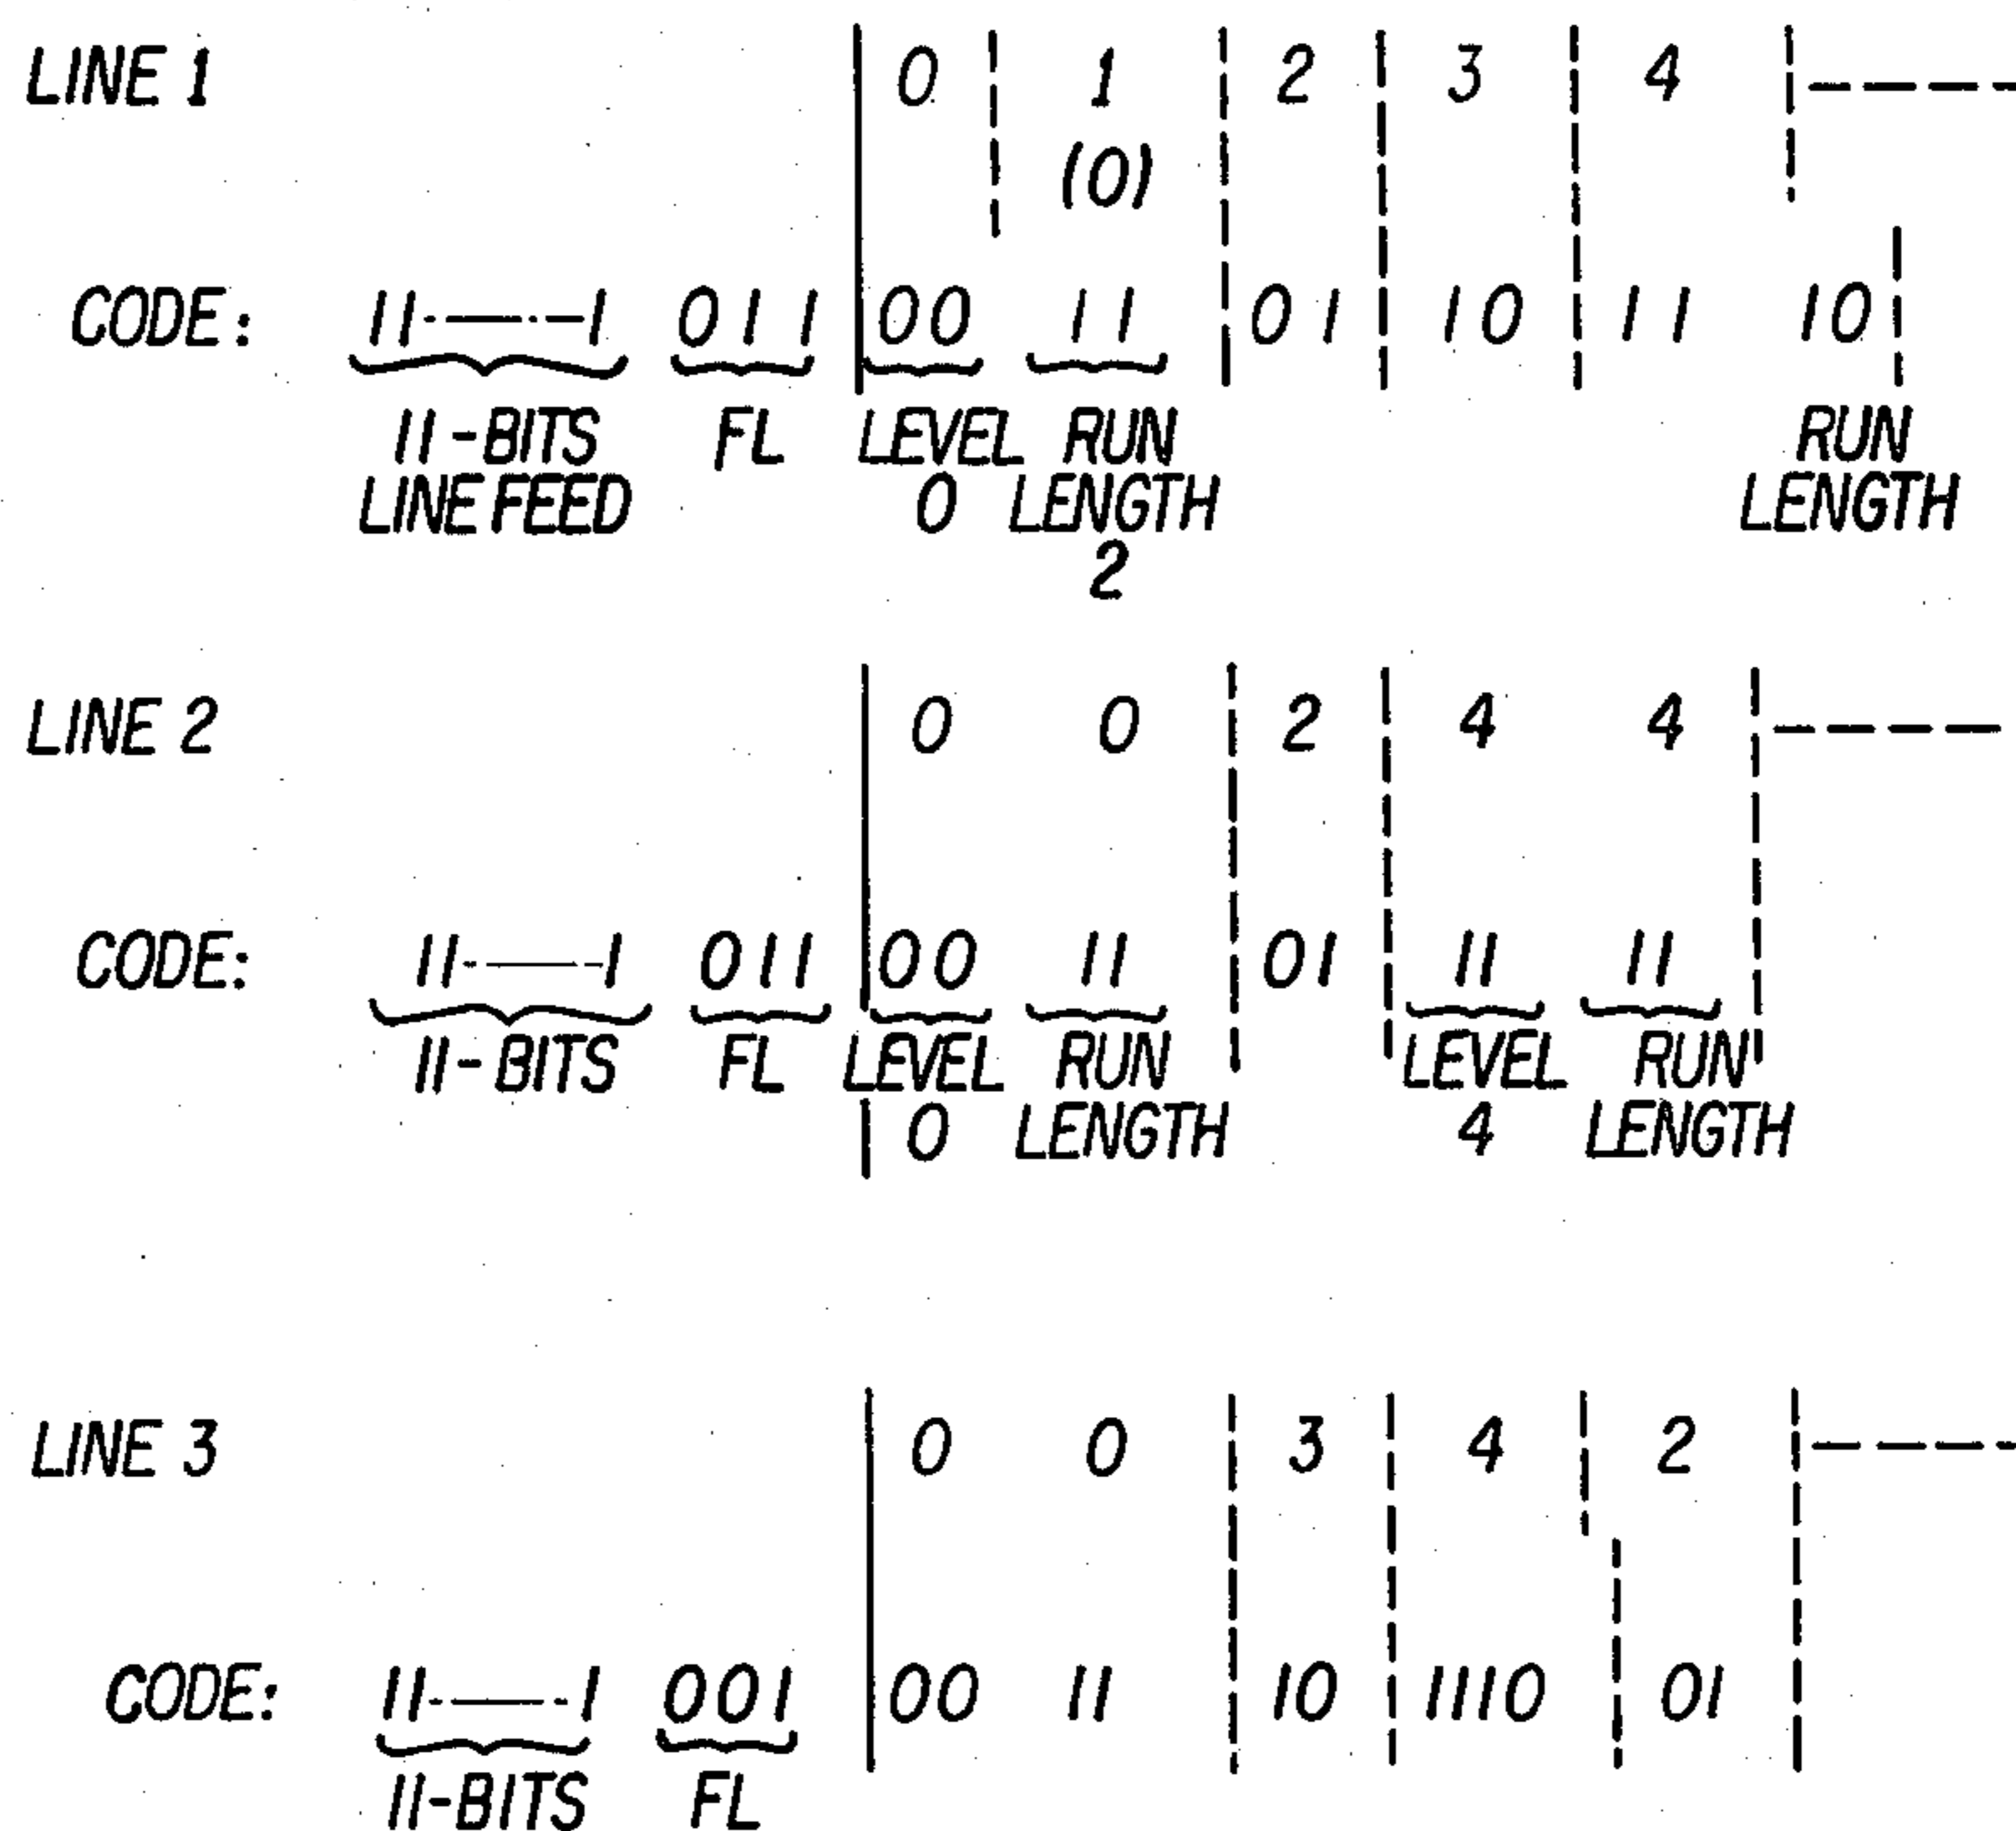 LINE 1 0 1 2 3 4
(0)
CODE: 11-----1 011 00 11 01 10 11 10
11-BITS FL LEVEL RUN RUN
LINE FEED 0 LENGTH LENGTH
2
LINE 2 0 0 2 4 4
CODE: 11-----1 011 00 11 01 11 11
11-BITS FL LEVEL RUN LEVEL RUN
0 LENGTH 4 LENGTH
LINE 3 0 0 3 4 2
CODE: 11-----1 001 00 11 10 1110 01
11-BITS FL